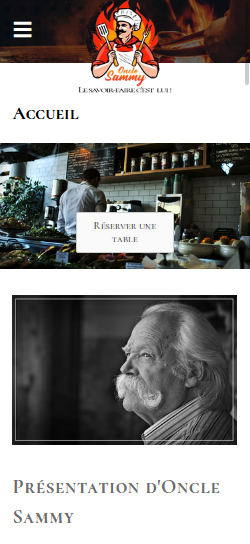 Oncle
Sammy
Le savoir-faire c'est lui !
Accueil
Réserver une
table
Présentation d'Oncle
Sammy